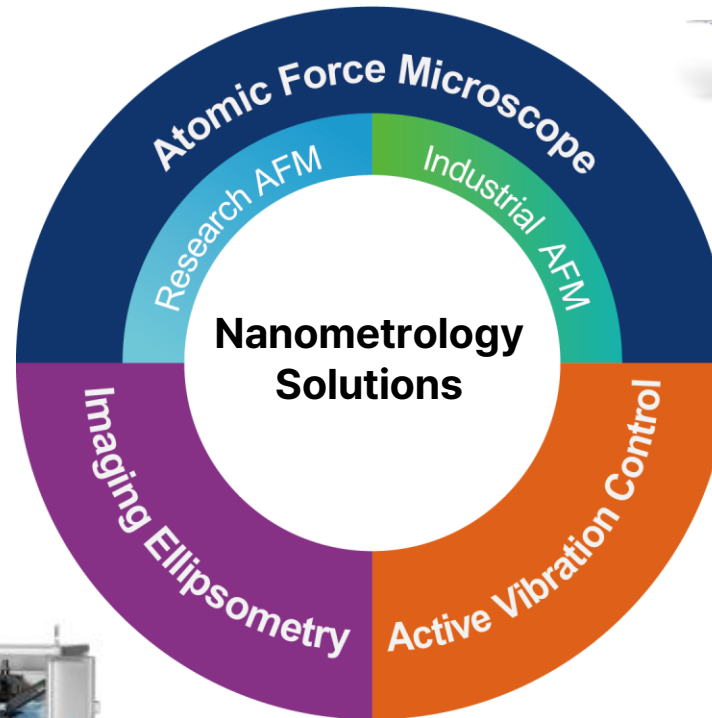 Atomic Force Microscope
Research AFM
Industrial AFM
Nanometrology
Solutions
Imaging Ellipsometry
Active Vibration Control